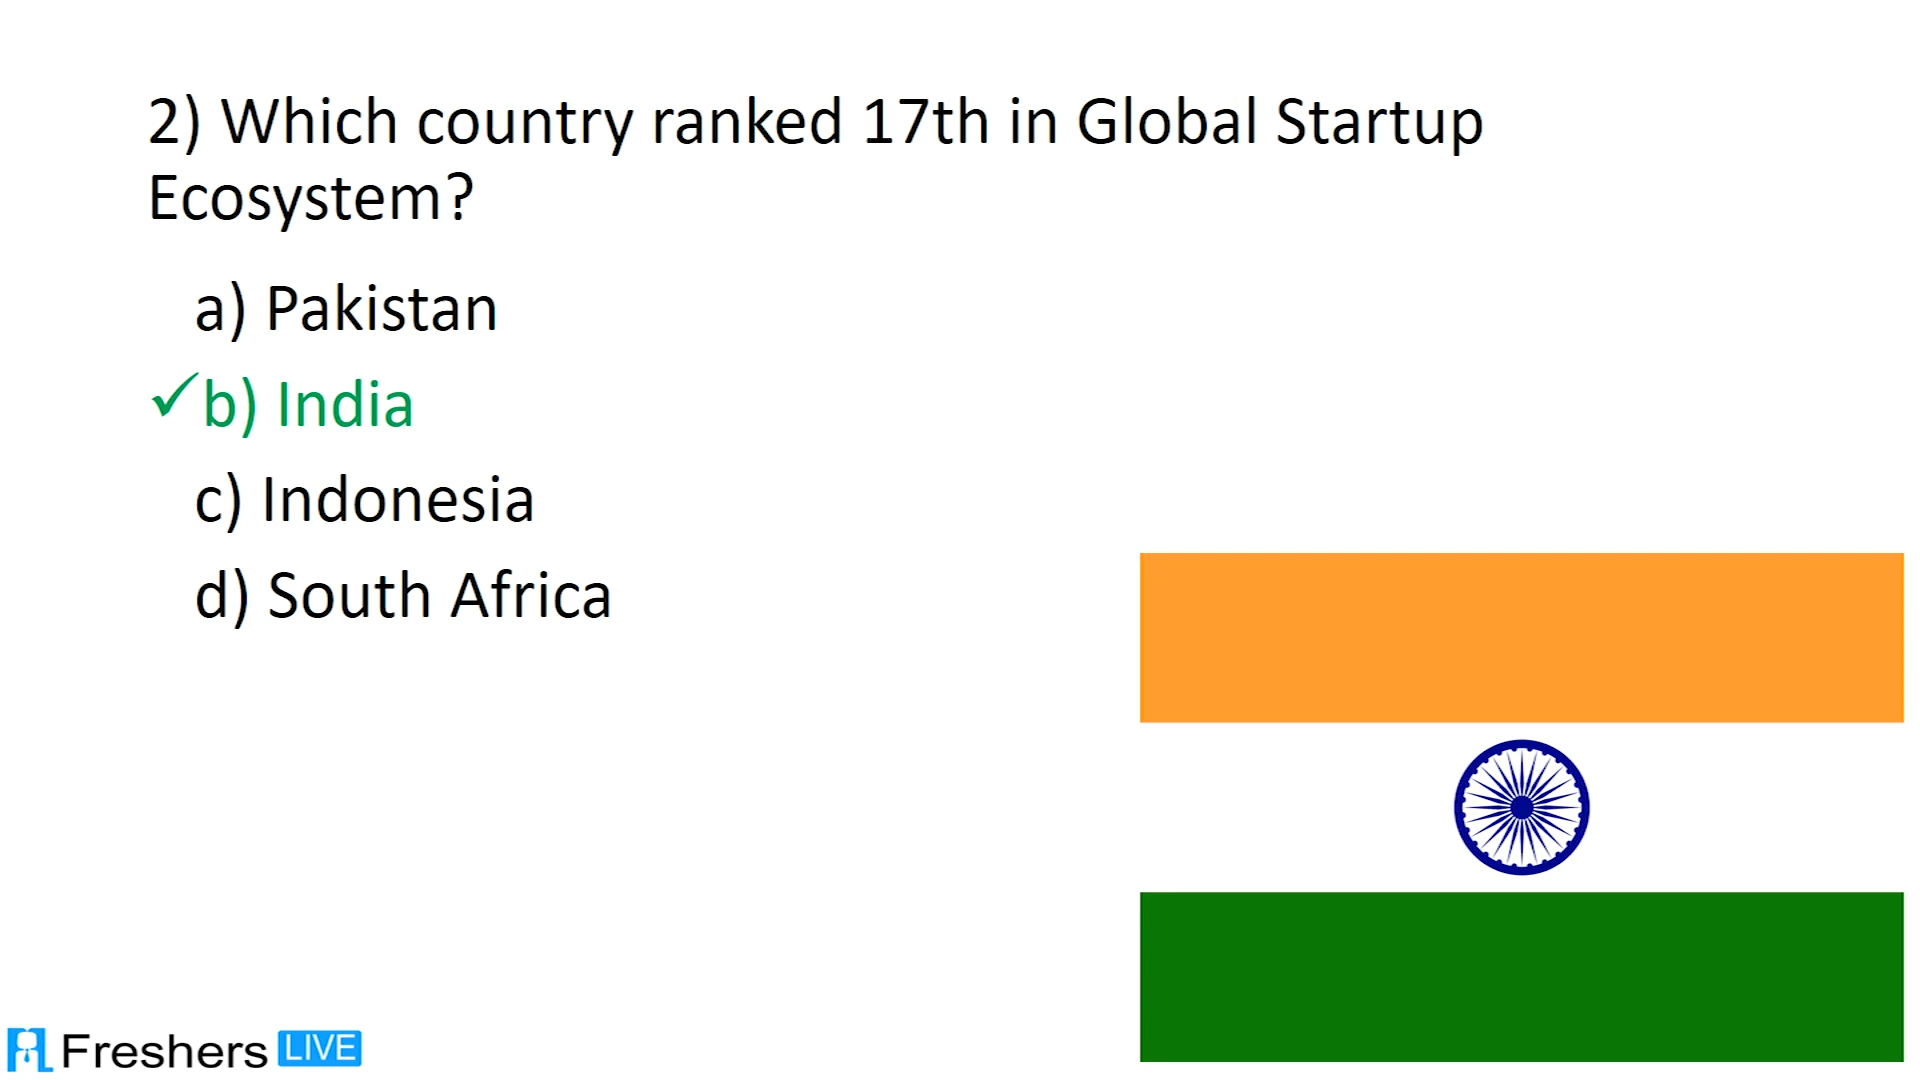 2) Which country ranked 17th in Global Startup
Ecosystem?
a) Pakistan
✓b) India
c) Indonesia
d) South Africa
Freshers LIVE